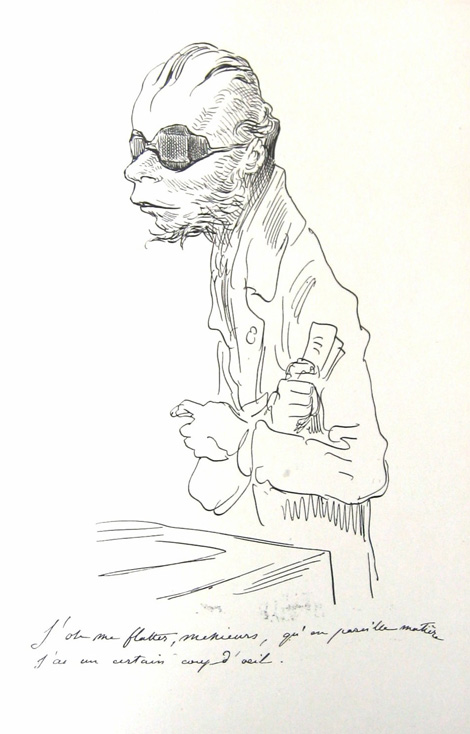 J'ose me flatter, messieurs, qu'en pareille matière
j'ai un certain coup d'oeil.